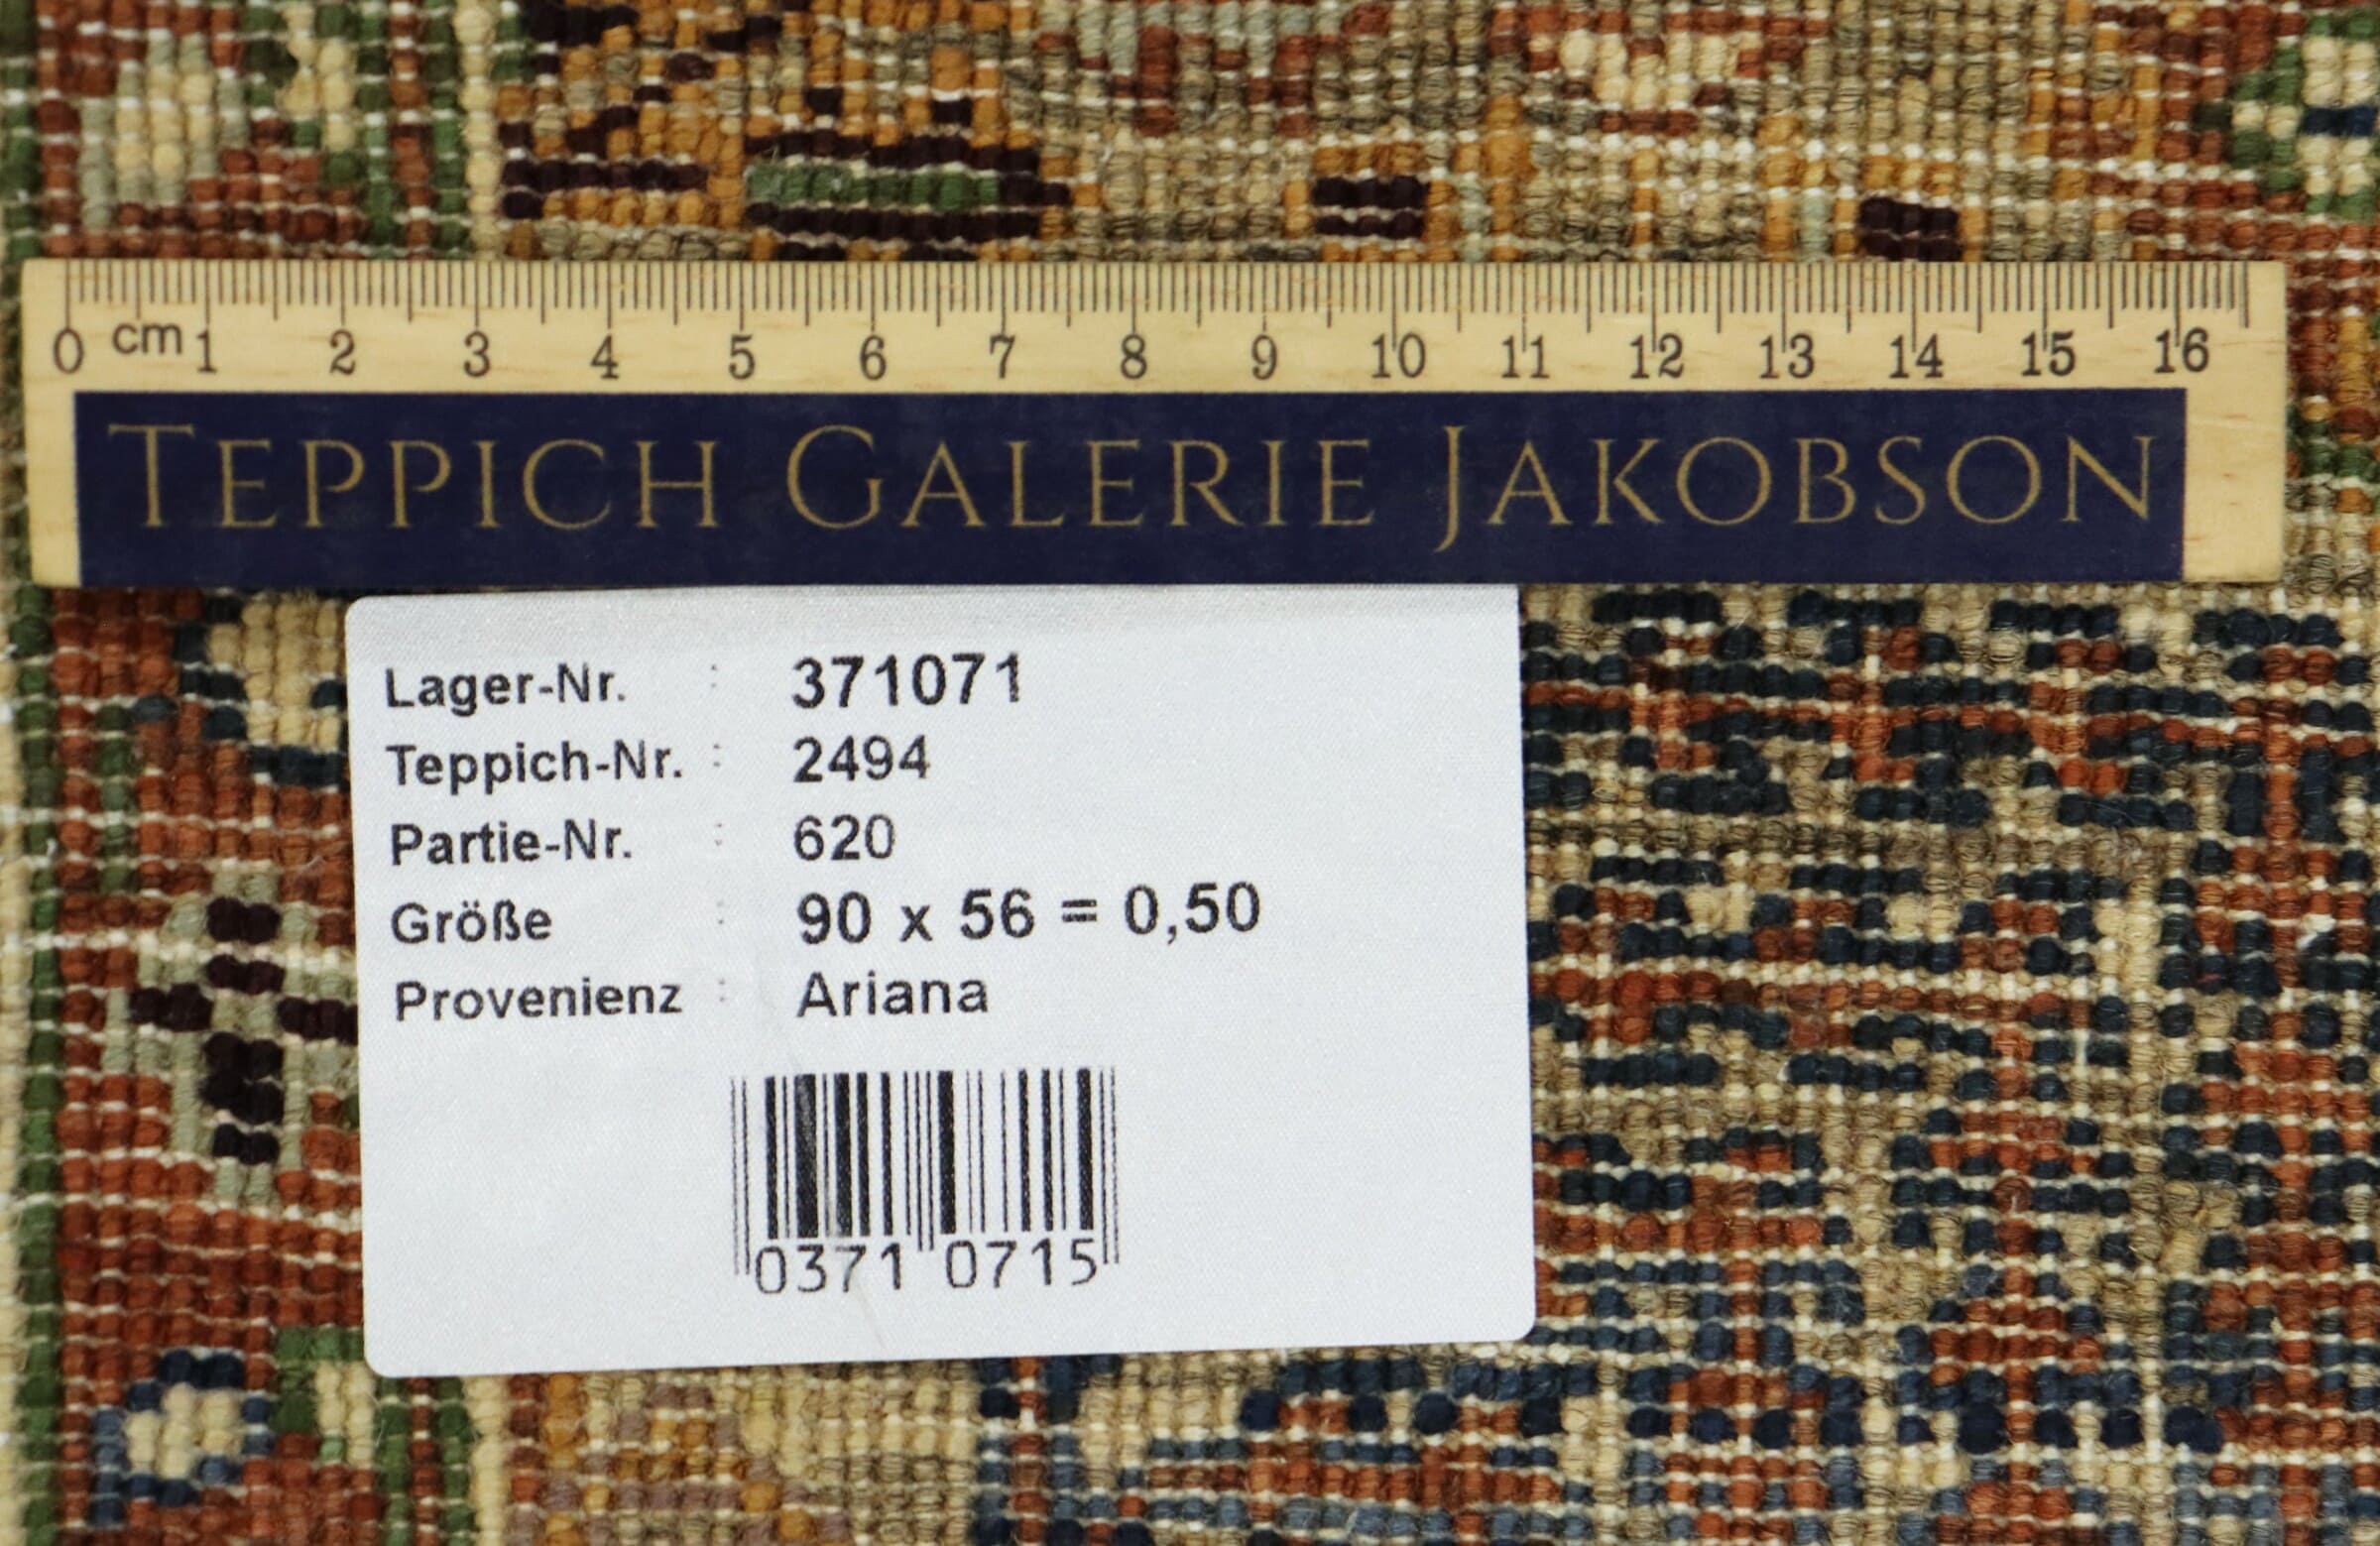 0 cm 1 2 3 4 5 6 7 8 9 10 11 12 13 14 15 16
TEPPICH GALERIE JAKOBSON
Lager-Nr. : 371071
Teppich-Nr. : 2494
Partie-Nr. : 620
Größe : 90 x 56 = 0,50
Provenienz : Ariana
0371 0715